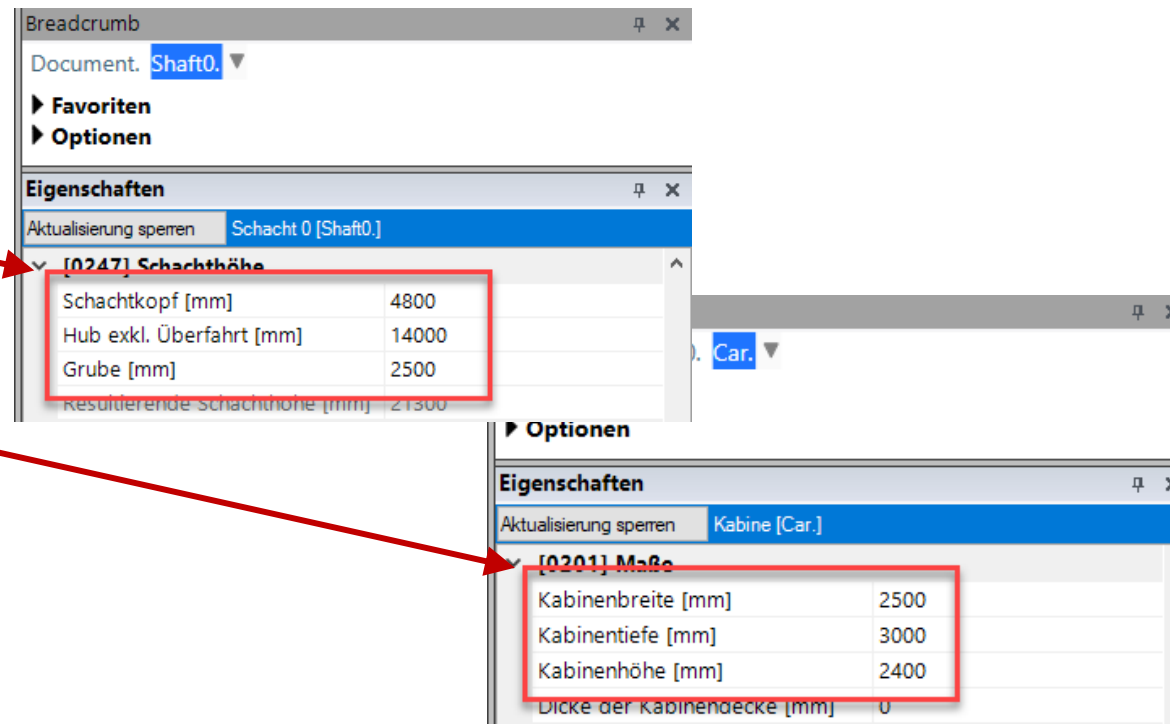 Breadcrumb
Document. Shaft0.
Favoriten
Optionen
Eigenschaften
Aktualisierung sperren Schacht 0 [Shaft0.]
[0247] Schachthöhe
Schachtkopf [mm] 4800
Hub exkl. Überfahrt [mm] 14000
Grube [mm] 2500
Resultierende Schachthöhe [mm] 21300
. Car.
Optionen
Eigenschaften
Aktualisierung sperren Kabine [Car.]
[0201] Maße
Kabinenbreite [mm] 2500
Kabinentiefe [mm] 3000
Kabinenhöhe [mm] 2400
Dicke der Kabinendecke [mm] 0